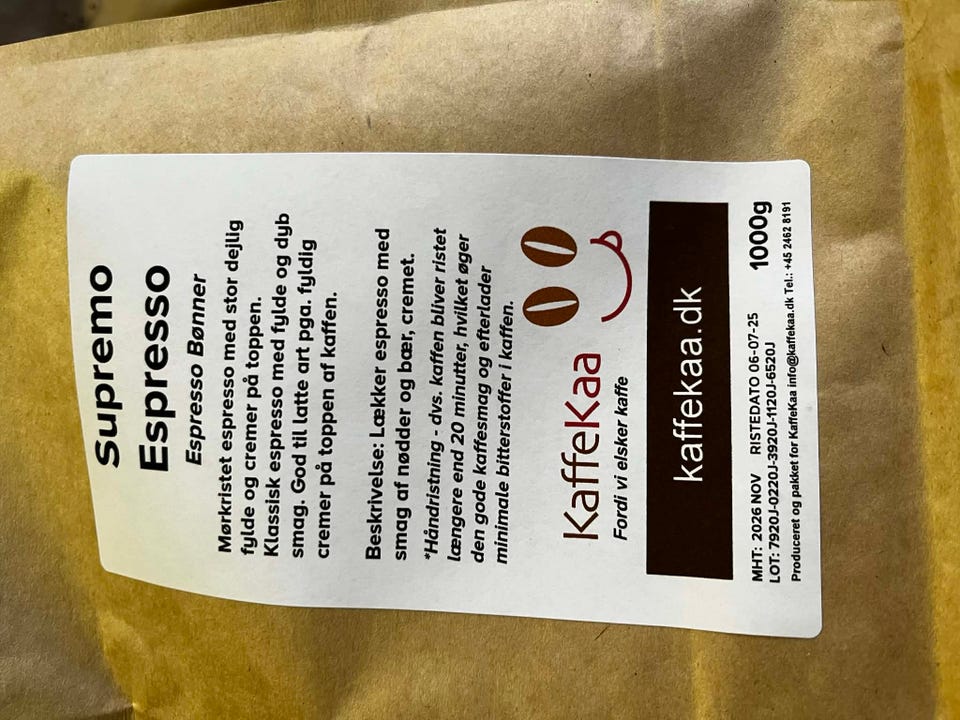 Supremo
Espresso
Espresso Bønner
Mørkristet espresso med stor dejlig
fylde og cremer på toppen.
Klassisk espresso med fylde og dyb
smag. God til latte art pga. fyldig
cremer på toppen af kaffen.
Beskrivelse: Lækker espresso med
smag af nødder og bær, cremet.
*Håndristning - dvs. kaffen bliver ristet
længere end 20 minutter, hvilket øger
den gode kaffesmag og efterlader
minimale bitterstoffer i kaffen.
KaffeKaa
Fordi vi elsker kaffe
kaffekaa.dk
MHT: 2026 NOV RISTEDATO 06-07-25 1000g
LOT: 7920J-0220J-3920J-1120J-6520J
Produceret og pakket for KaffeKaa info@kaffekaa.dk Tel.: +45 2462 8191